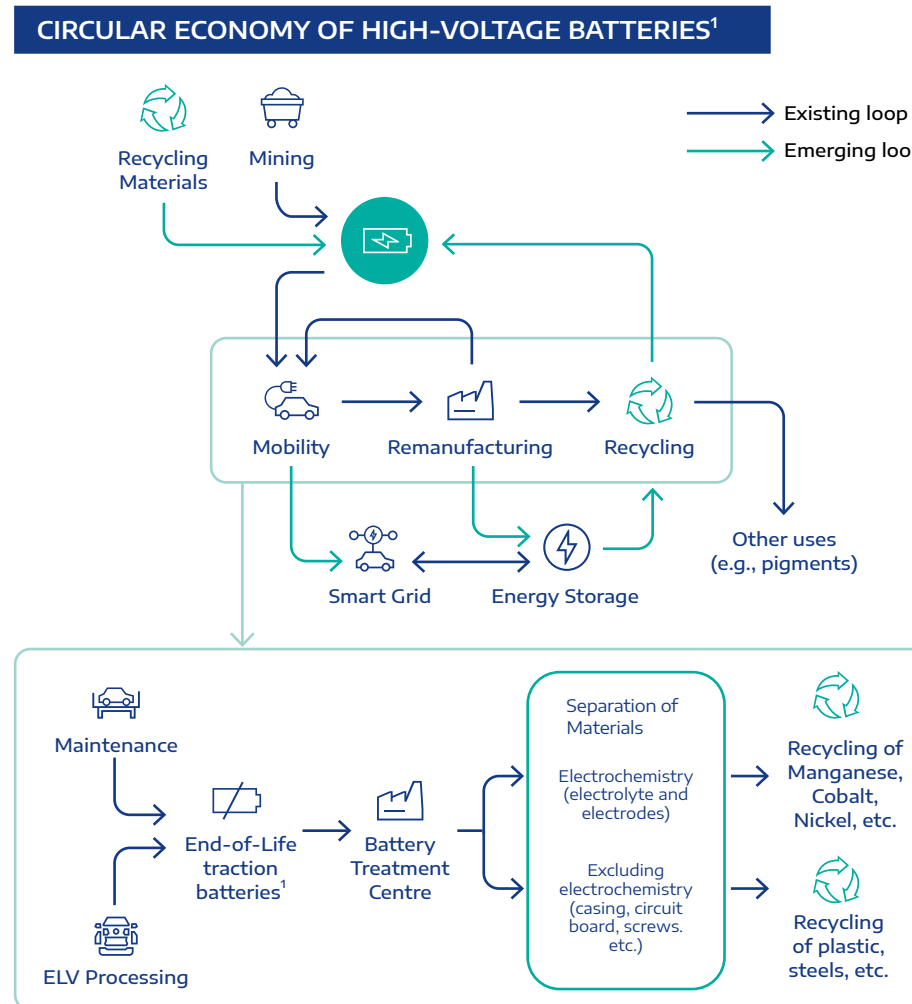 CIRCULAR ECONOMY OF HIGH-VOLTAGE BATTERIES¹
Existing loop
Emerging loo
Recycling
Materials
Mining
Mobility
Remanufacturing
Recycling
Other uses
(e.g., pigments)
Smart Grid
Energy Storage
Maintenance
ELV Processing
End-of-Life
traction
batteries¹
Battery
Treatment
Centre
Separation of
Materials
Electrochemistry
(electrolyte and
electrodes)
Excluding
electrochemistry
(casing, circuit
board, screws.
etc.)
Recycling of
Manganese,
Cobalt,
Nickel, etc.
Recycling
of plastic,
steels, etc.